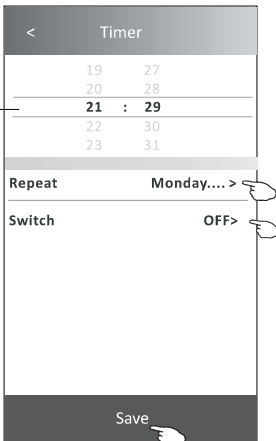 < Timer
19 27
20 28
21 : 29
22 30
23 31
Repeat Monday.... >
Switch OFF>
Save